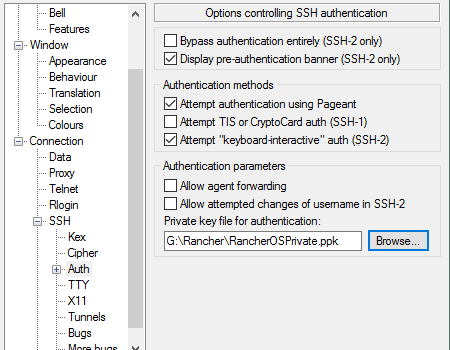 Bell
Features
Window
Appearance
Behaviour
Translation
Selection
Colours
Connection
Data
Proxy
Telnet
Rlogin
SSH
Kex
Cipher
Auth
TTY
X11
Tunnels
Bugs
More bugs
Options controlling SSH authentication
Bypass authentication entirely (SSH-2 only)
Display pre-authentication banner (SSH-2 only)
Authentication methods
Attempt authentication using Pageant
Attempt TIS or CryptoCard auth (SSH-1)
Attempt "keyboard-interactive" auth (SSH-2)
Authentication parameters
Allow agent forwarding
Allow attempted changes of username in SSH-2
Private key file for authentication:
G:\Rancher\RancherOSPrivate.ppk
Browse...